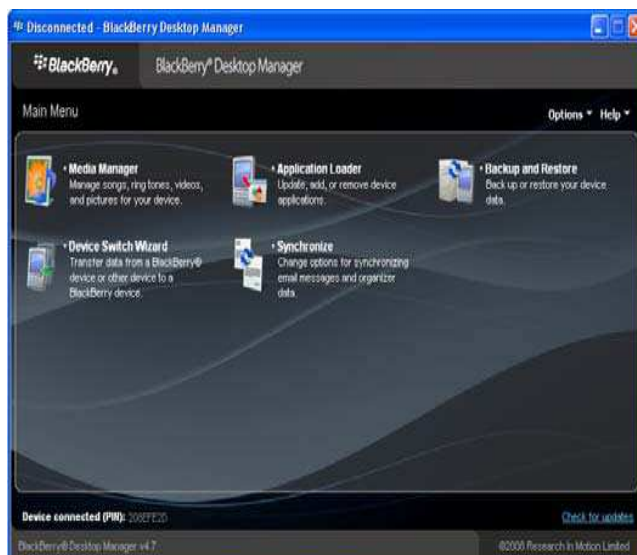 Disconnected - BlackBerry Desktop Manager
BlackBerry®
BlackBerry® Desktop Manager
Main Menu
Options
Help
Media Manager
Manage songs, ring tones, videos,
and pictures for your device.
Application Loader
Update, add, or remove device
applications.
Backup and Restore
Back up or restore your device
data.
Device Switch Wizard
Transfer data from a BlackBerry®
device or other device to a
BlackBerry device.
Synchronize
Change options for synchronizing
email messages and organizer
data.
Device connected (PIN): 208EFE2D
Check for updates
BlackBerry® Desktop Manager v4.7
©2008 Research In Motion Limited